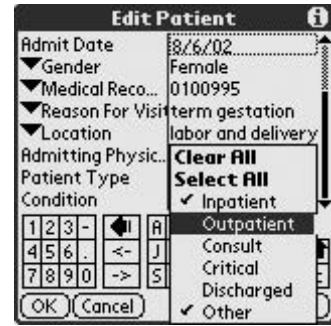 Edit Patient
Admit Date 8/6/02
Gender Female
Medical Reco... 0100995
Reason For Visit term gestation
Location labor and delivery
Admitting Physic..
Patient Type
Condition
Clear All
Select All
Inpatient
Outpatient
Consult
Critical
Discharged
Other
1 2 3 - A
4 5 6 . <- J
7 8 9 0 -> S
OK Cancel